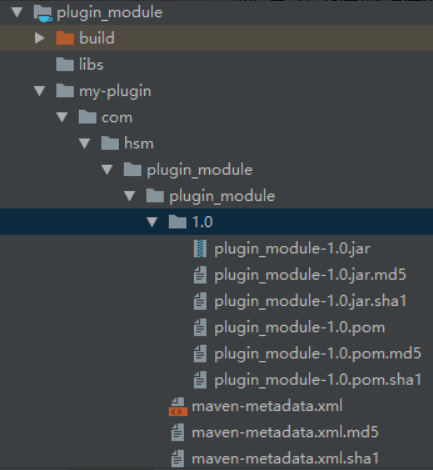 plugin_module
build
libs
my-plugin
com
hsm
plugin_module
plugin_module
1.0
plugin_module-1.0.jar
plugin_module-1.0.jar.md5
plugin_module-1.0.jar.sha1
plugin_module-1.0.pom
plugin_module-1.0.pom.md5
plugin_module-1.0.pom.sha1
maven-metadata.xml
maven-metadata.xml.md5
maven-metadata.xml.sha1